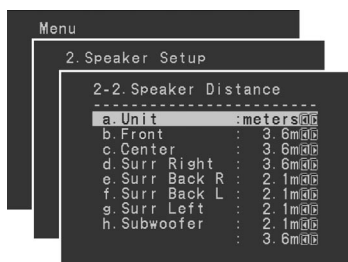 Menu
2.Speaker Setup
2-2.Speaker Distance
a.Unit :meters
b.Front : 3.6m
c.Center : 3.6m
d.Surr Right : 3.6m
e.Surr Back R : 2.1m
f.Surr Back L : 2.1m
g.Surr Left : 2.1m
h.Subwoofer : 2.1m
: 3.6m